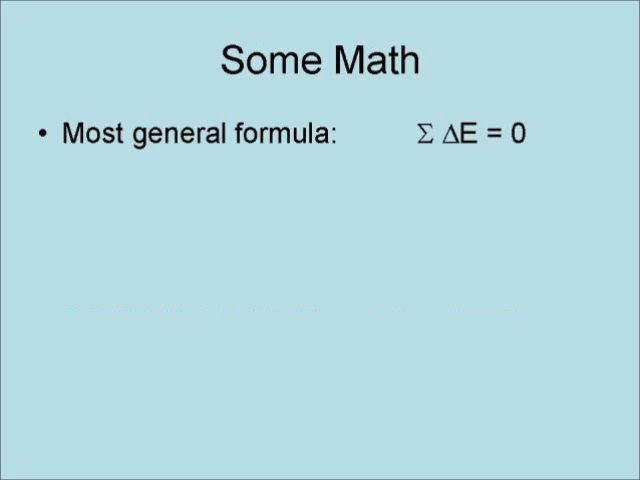 Some Math
• Most general formula: Σ ΔE = 0